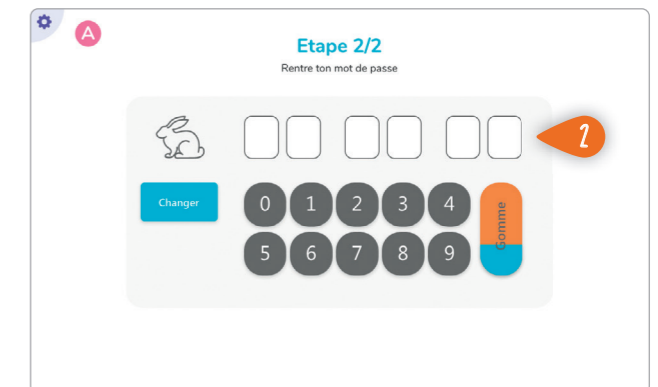 A
Etape 2/2
Rentre ton mot de passe
2
Changer
0 1 2 3 4
Gomme
5 6 7 8 9